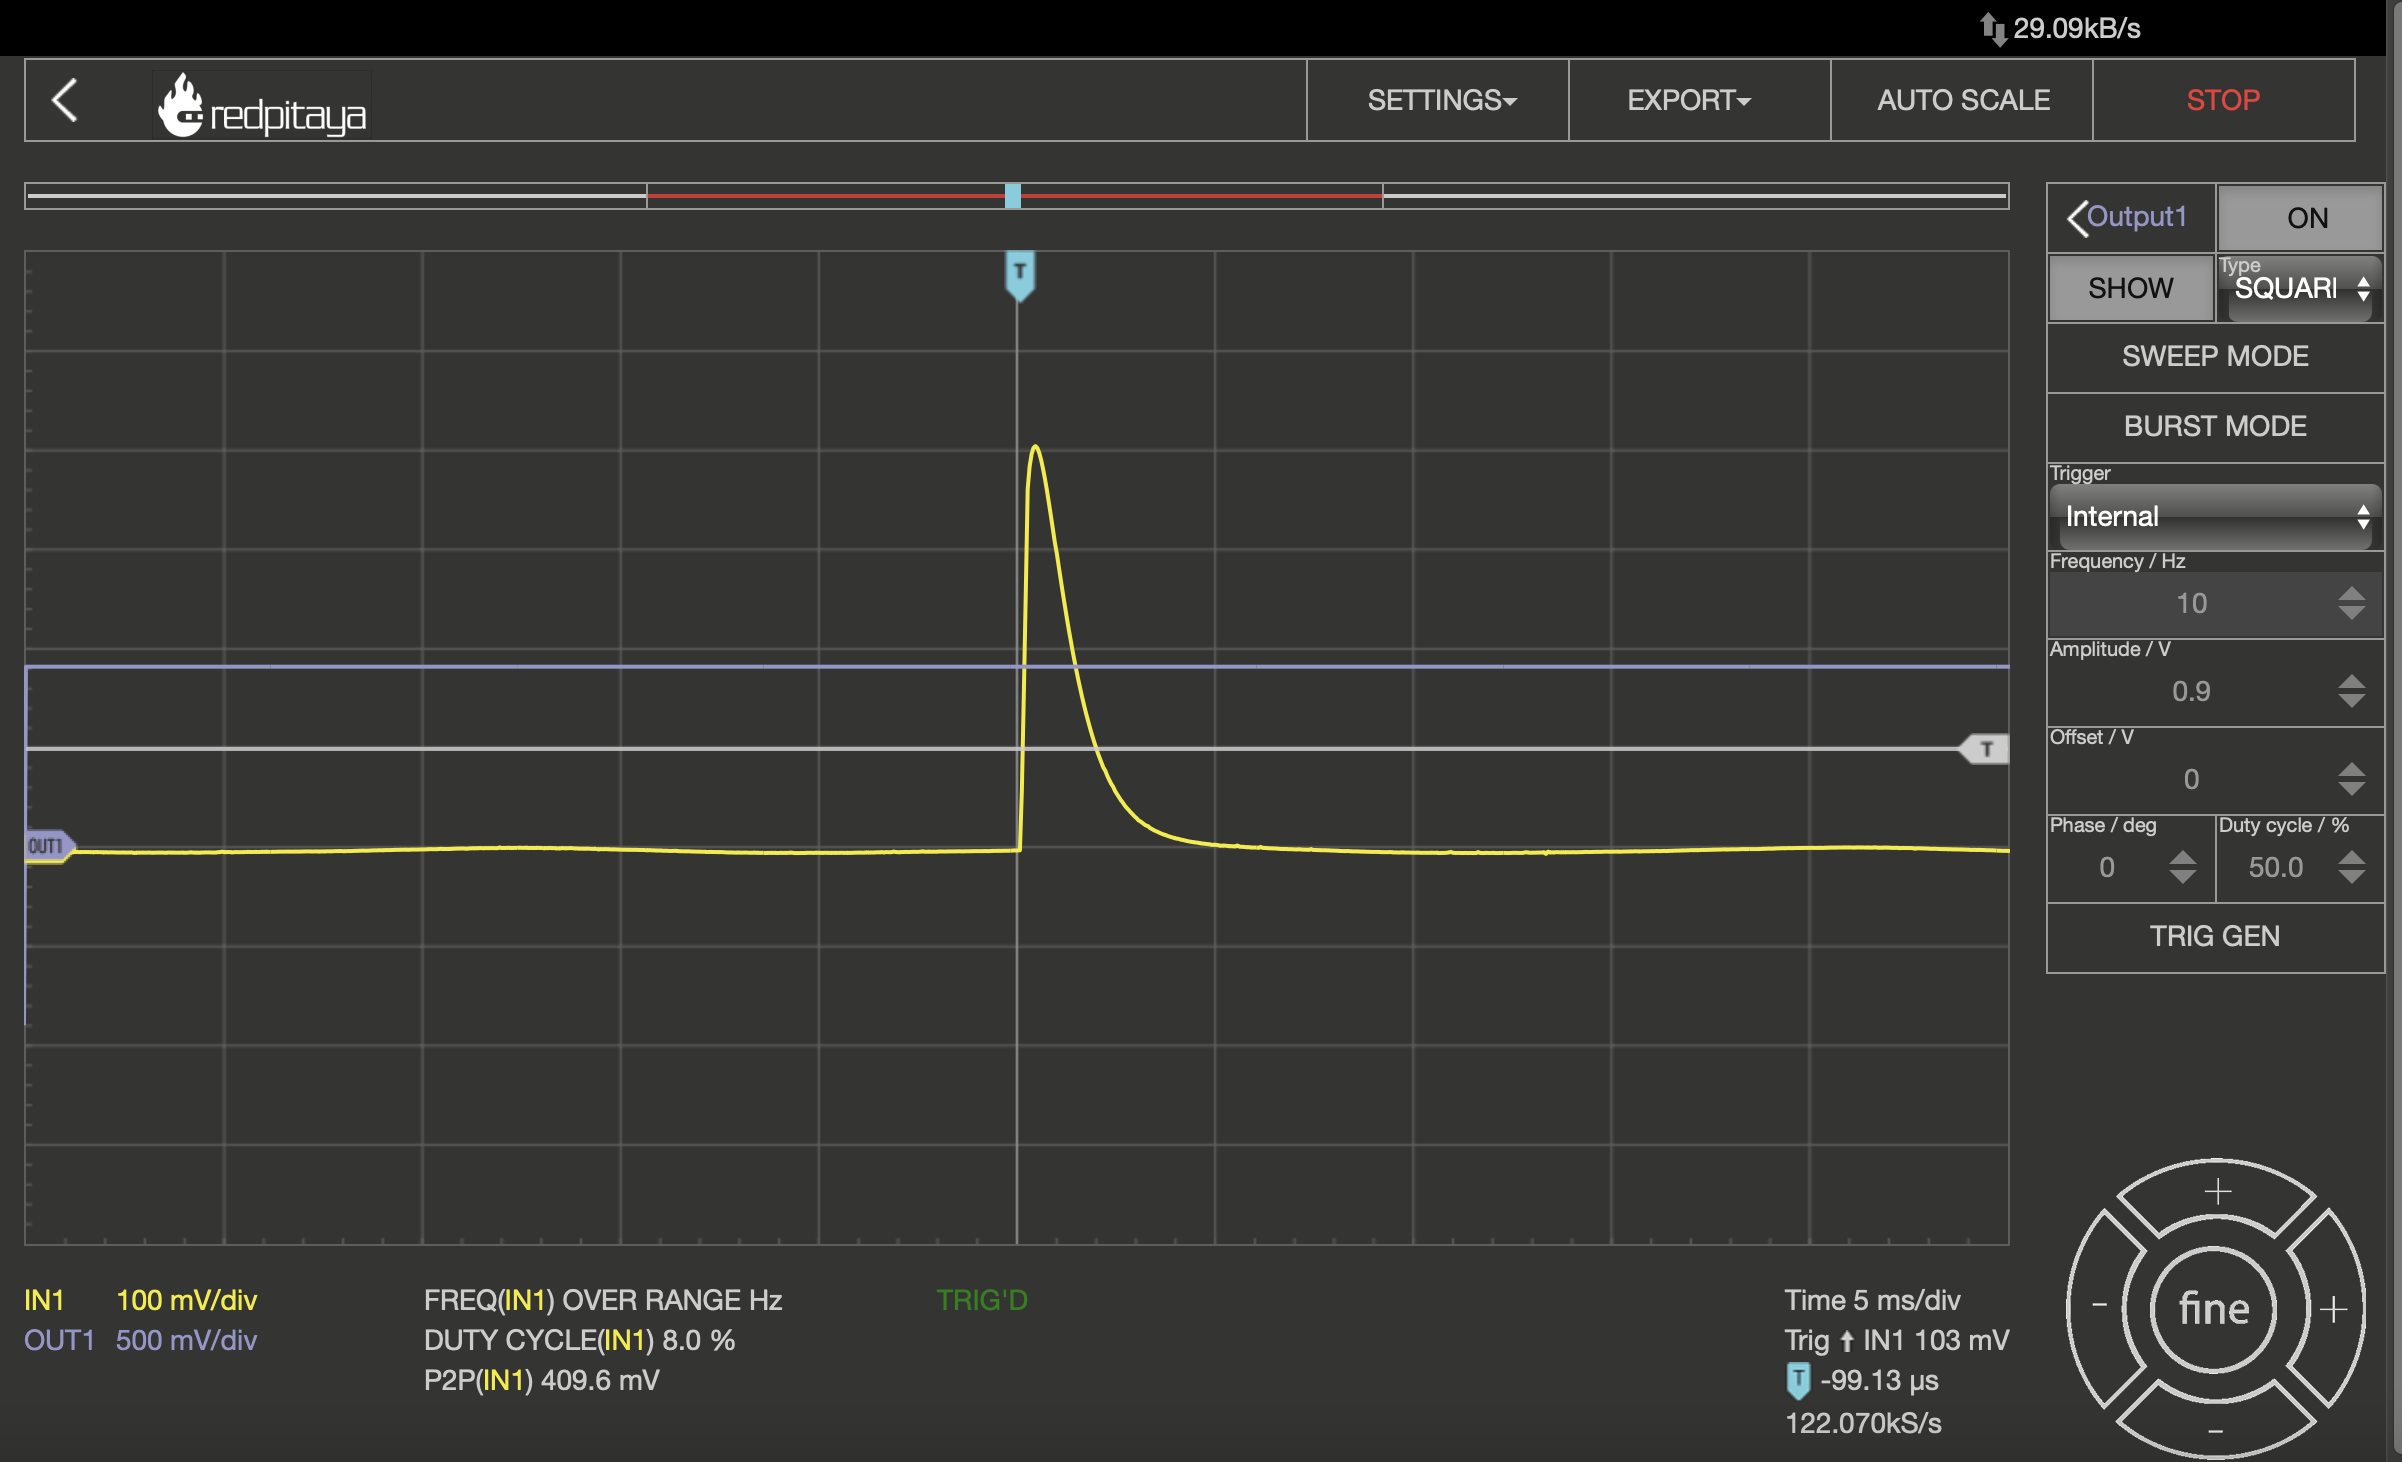 29.09kB/s
redpitaya
SETTINGS
EXPORT
AUTO SCALE
STOP
Output1
ON
SHOW
Type
SQUARI
SWEEP MODE
BURST MODE
Trigger
Internal
Frequency / Hz
10
Amplitude / V
0.9
Offset / V
0
Phase / deg
0
Duty cycle / %
50.0
TRIG GEN
T
T
OUT1
IN1 100 mV/div
OUT1 500 mV/div
FREQ(IN1) OVER RANGE Hz
DUTY CYCLE(IN1) 8.0 %
P2P(IN1) 409.6 mV
TRIG'D
Time 5 ms/div
Trig ↑ IN1 103 mV
T -99.13 µs
122.070kS/s
+
- fine +
-